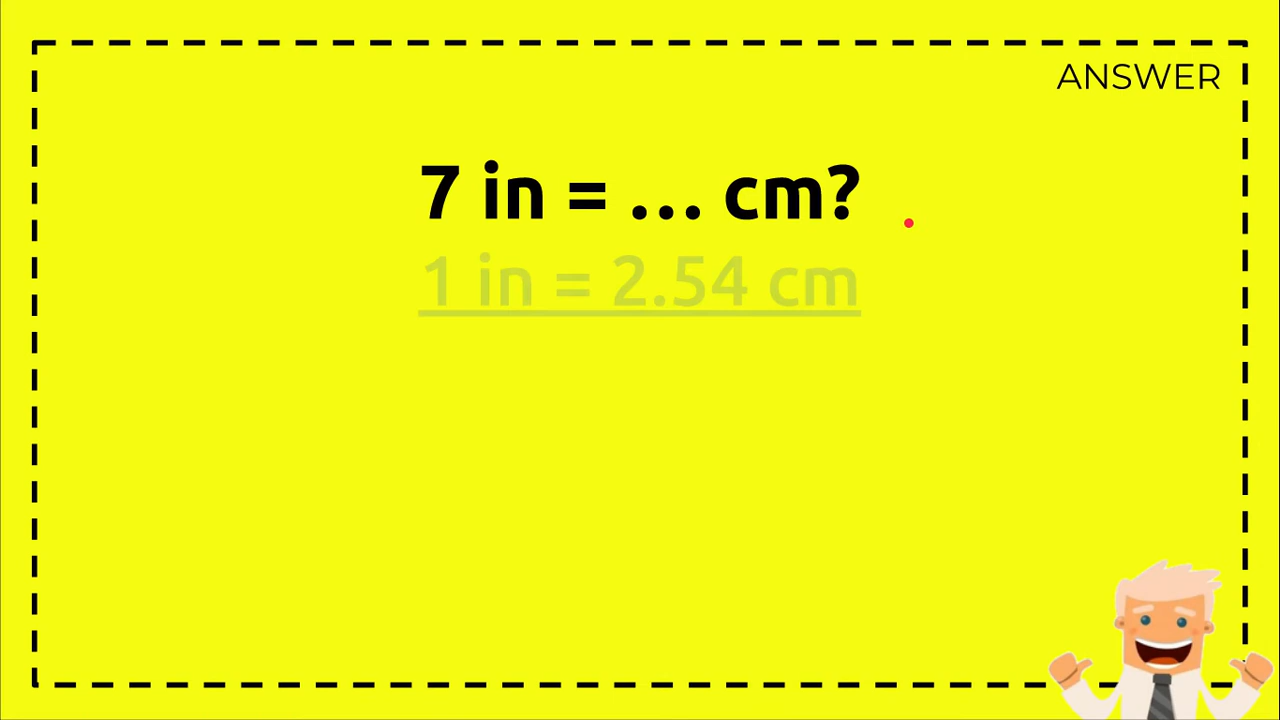 ANSWER
7 in = ... cm?
1 in = 2.54 cm